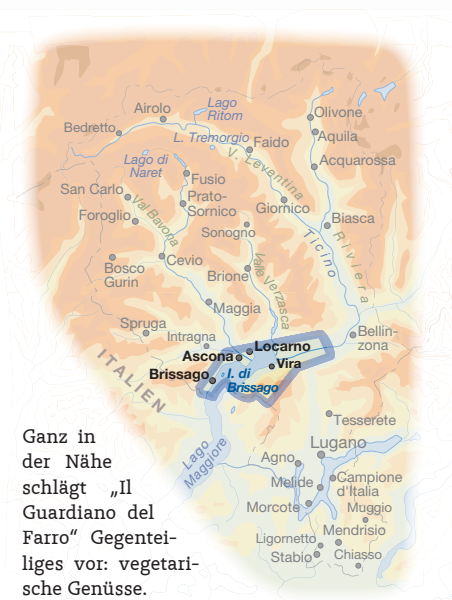 Lago
Ritom
Airolo
Olivone
Bedretto
L. Tremorgio
Faido
Aquila
Lago di
Naret
V. Leventina
Acquarossa
Fusio
San Carlo
Val Bavona
Prato-
Sornico
Giornico
Foroglio
Biasca
Sonogno
Ticino
Riviera
Cevio
Bosco
Gurin
Brione
Valle Verzasca
Maggia
Spruga
Intragna
Bellin-
zona
Locarno
Ascona
Vira
Brissago
I. di
Brissago
ITALIEN
Tesserete
Lago
Maggiore
Lugano
Agno
Melide
Campione
d'Italia
Morcote
Muggio
Mendrisio
Ligornetto
Stabio
Chiasso
Ganz in
der Nähe
schlägt „Il
Guardiano del
Farro“ Gegentei-
liges vor: vegetari-
sche Genüsse.